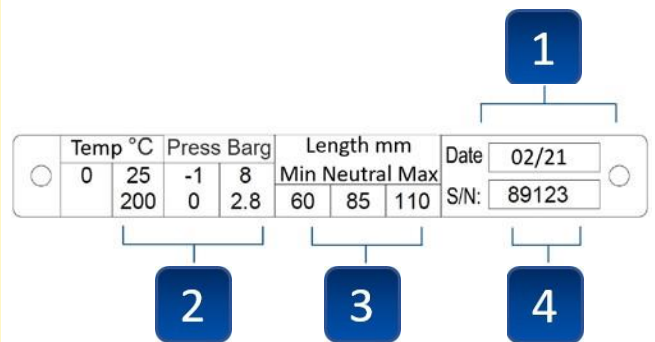 1
Temp °C Press Barg Length mm Date 02/21
0 25 -1 8 Min Neutral Max
200 0 2.8 60 85 110 S/N: 89123
2 3 4